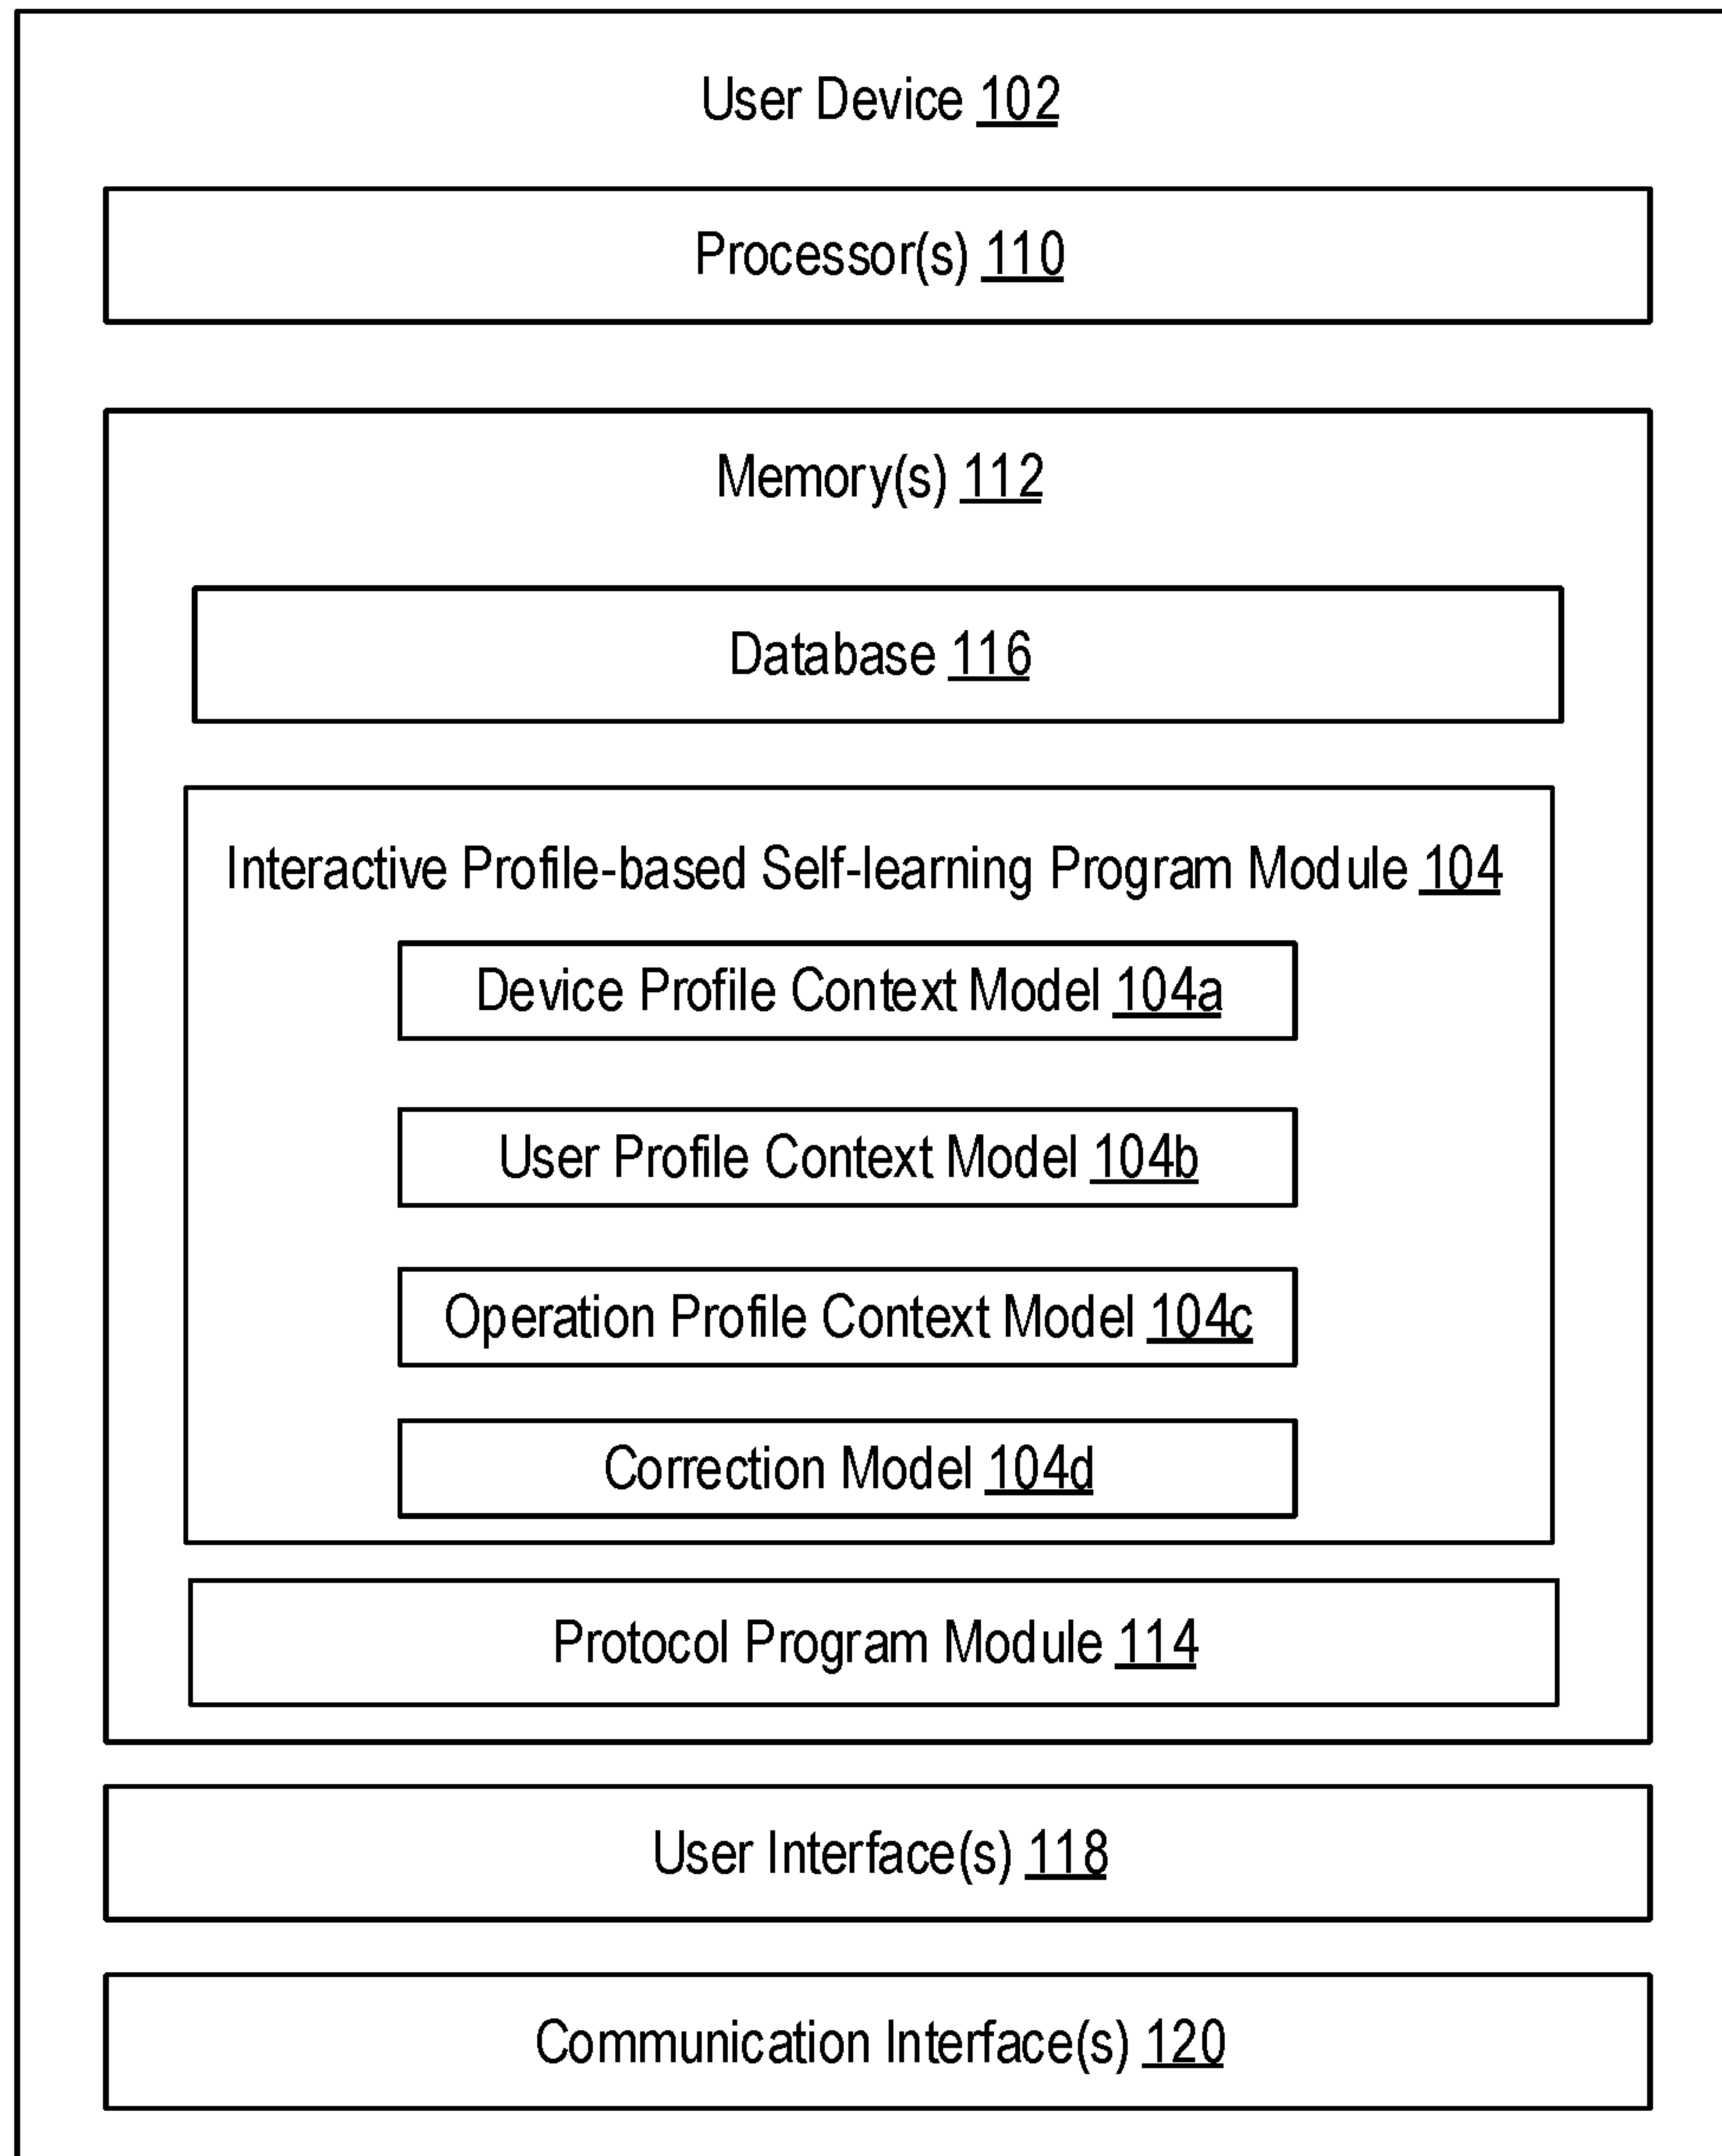 User Device 102
Processor(s) 110
Memory(s) 112
Database 116
Interactive Profile-based Self-learning Program Module 104
Device Profile Context Model 104a
User Profile Context Model 104b
Operation Profile Context Model 104c
Correction Model 104d
Protocol Program Module 114
User Interface(s) 118
Communication Interface(s) 120